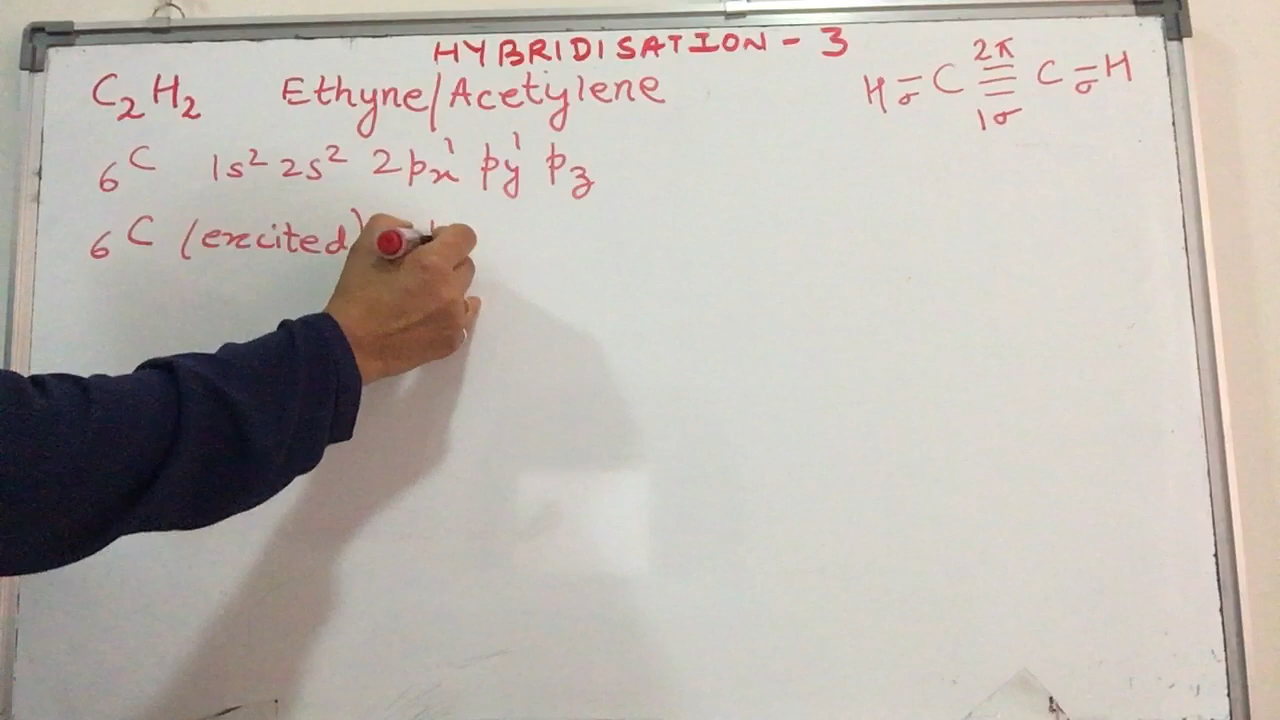 HYBRIDISATION - 3
C₂H₂ Ethyne/Acetylene
H -σ C ≡ C -σ H
2π
1σ
₆C 1s² 2s² 2px¹ py¹ pz
₆C (excited)